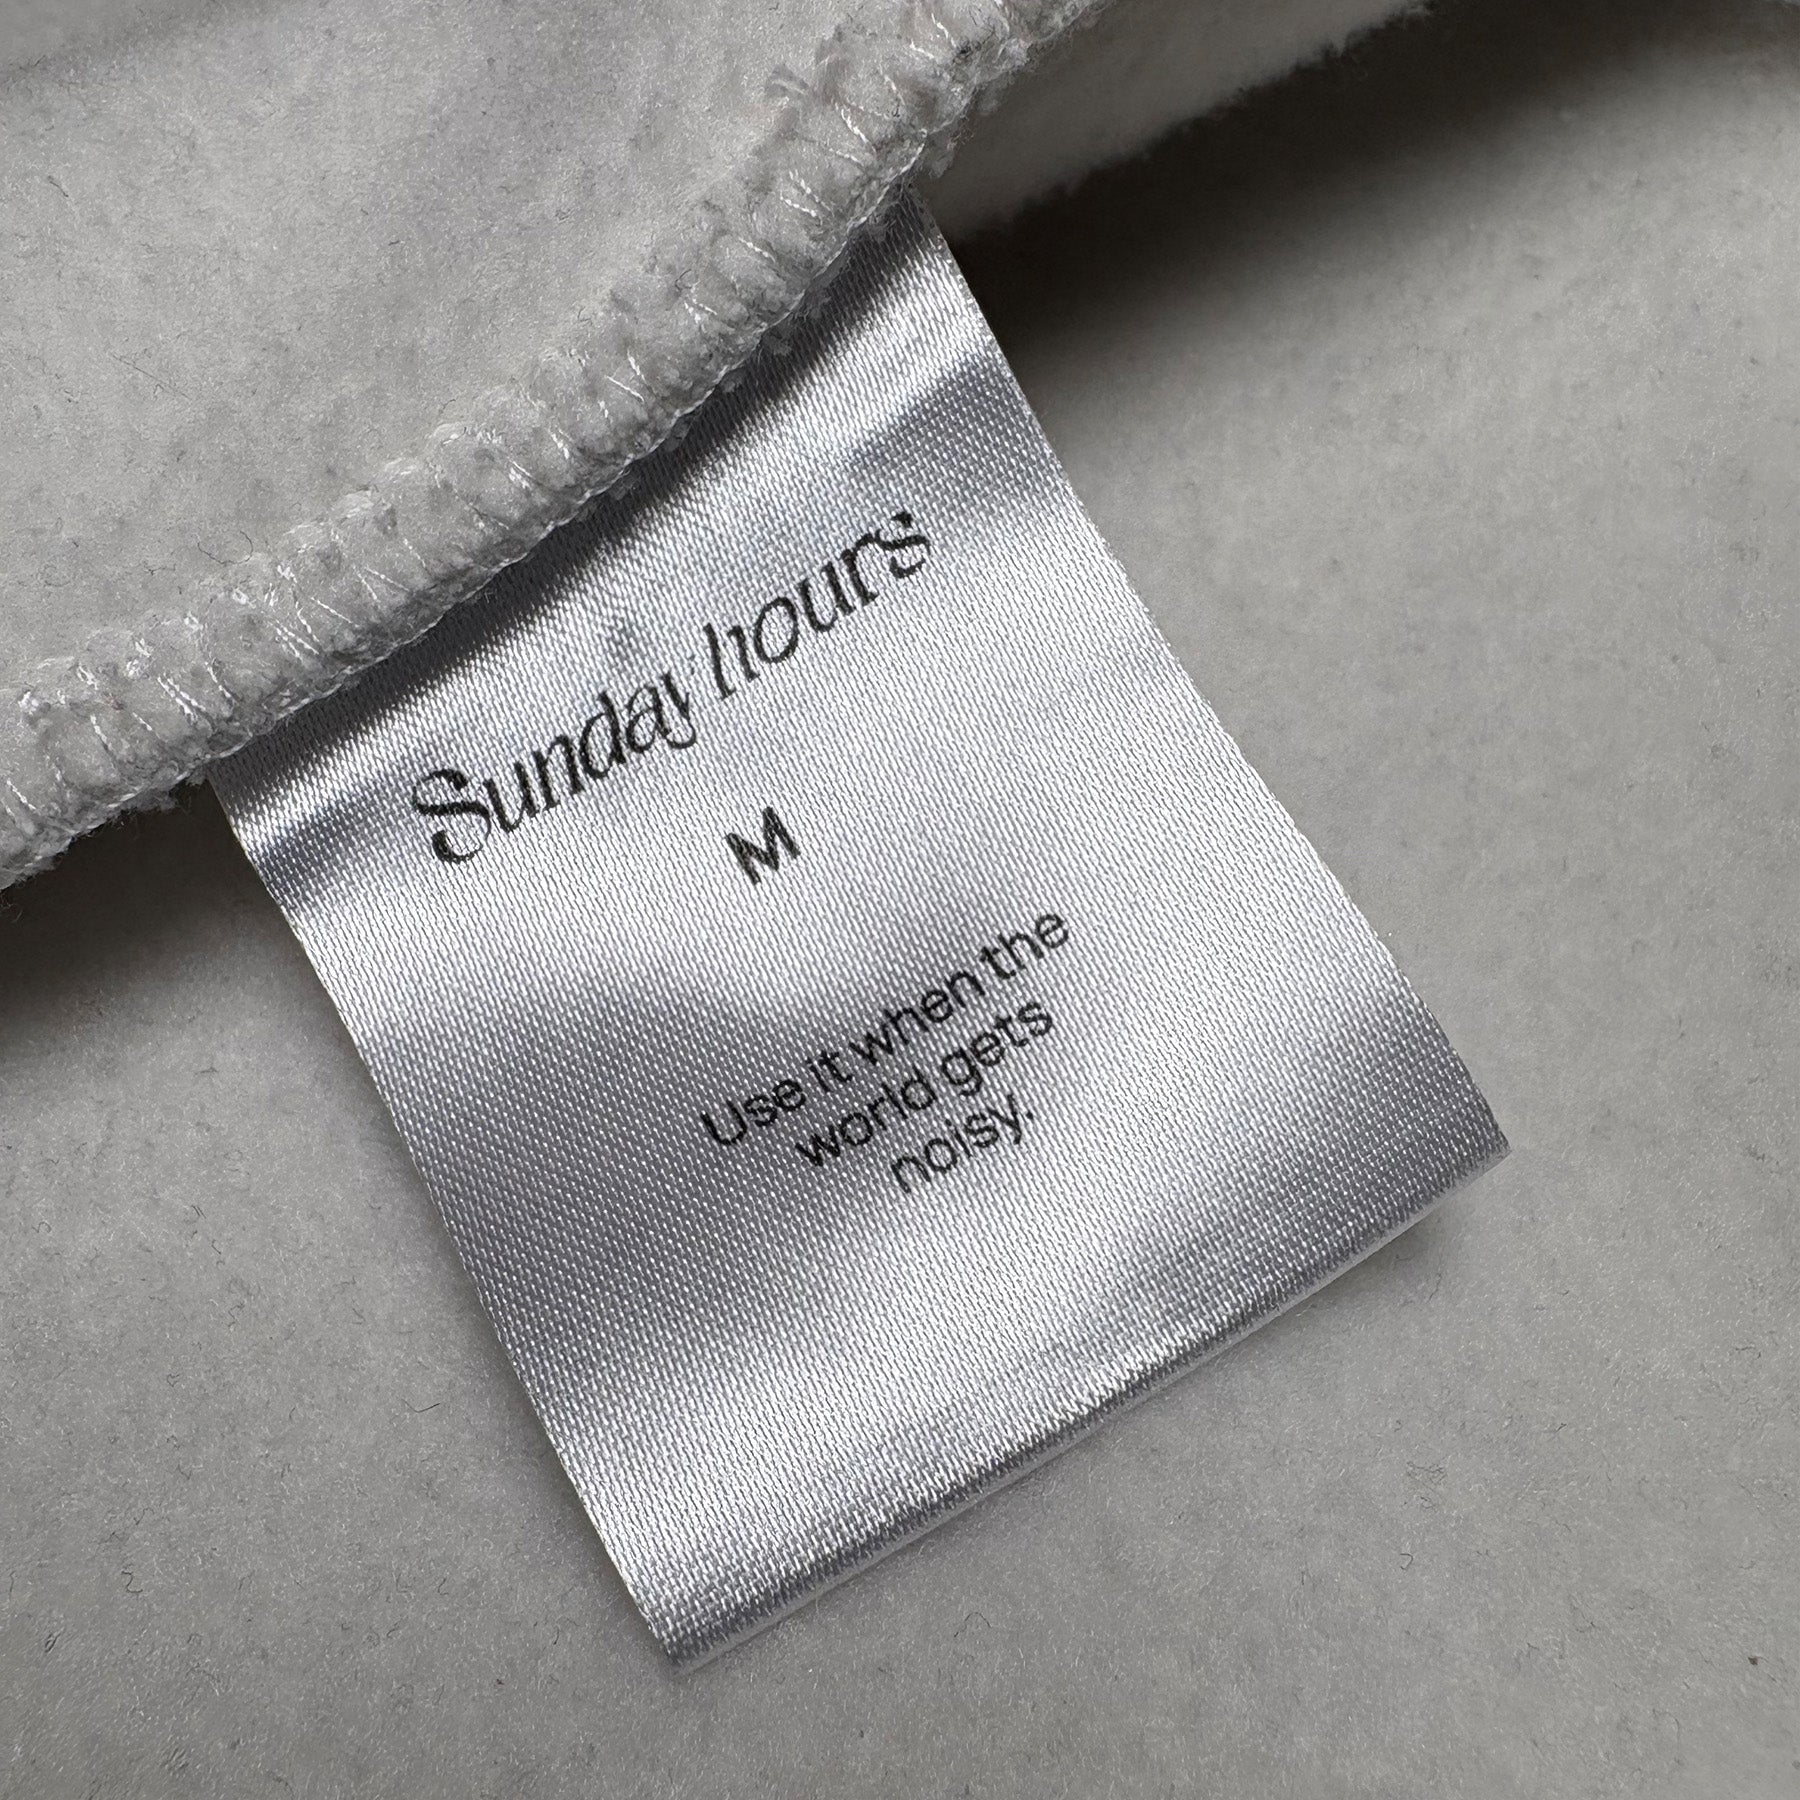 Sunday hours
M
Use it when the
world gets
noisy.